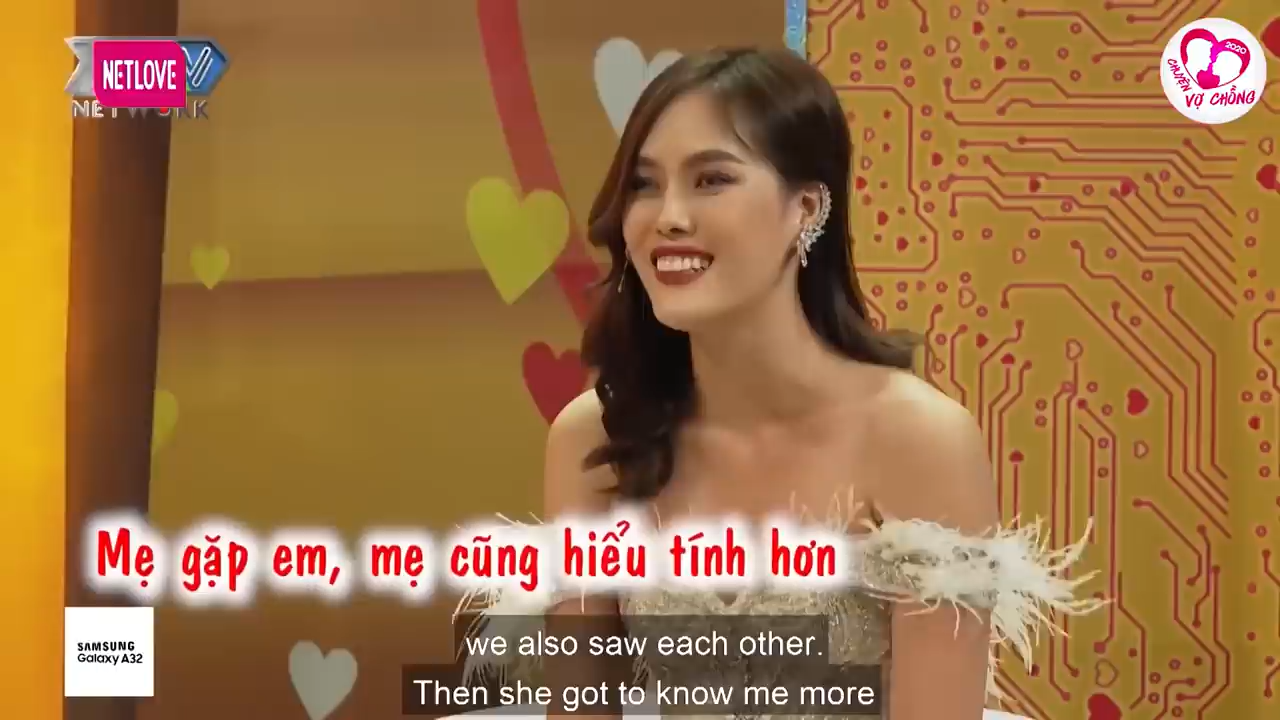 NETLOVE
NETWORK
2020
CHUYỆN
VỢ CHỒNG
Mẹ gặp em, mẹ cũng hiểu tính hơn
we also saw each other.
Then she got to know me more
SAMSUNG
Galaxy A32